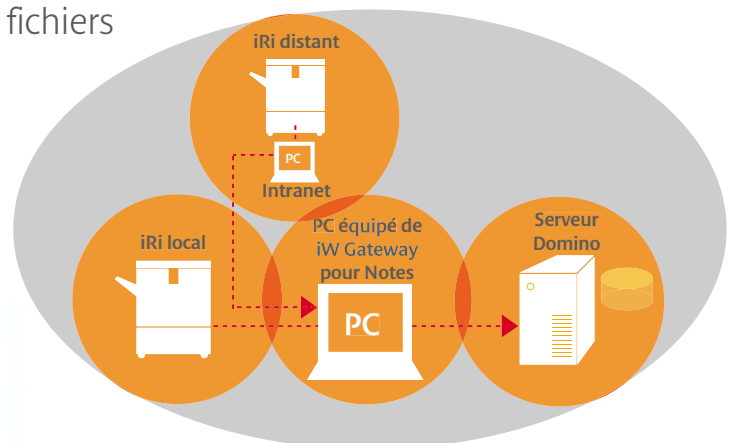 fichiers
iRi distant
PC
Intranet
iRi local
PC équipé de
iW Gateway
pour Notes
PC
Serveur
Domino